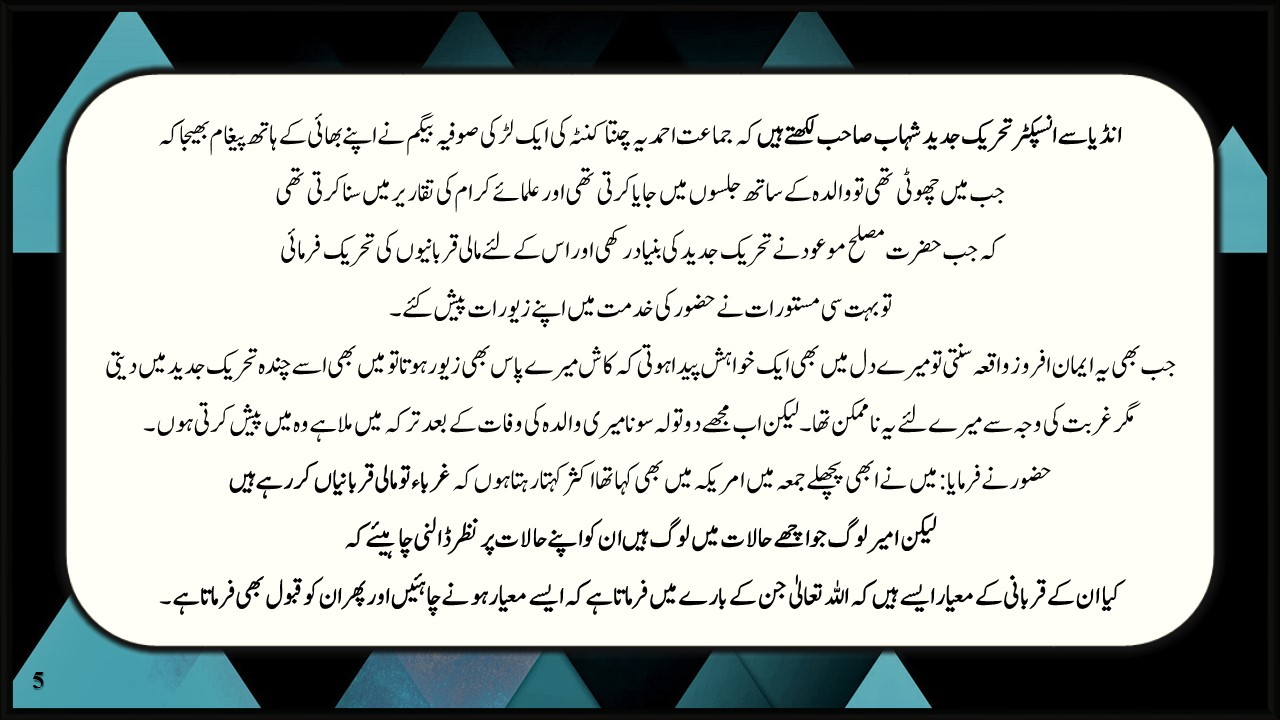 انڈیا سے انسپکٹر تحریک جدید شہاب صاحب لکھتے ہیں کہ جماعت احمدیہ چنتا کنٹہ کی ایک لڑکی صوفیہ بیگم نے اپنے بھائی کے ہاتھ پیغام بھیجا کہ
جب میں چھوٹی تھی تو والدہ کے ساتھ جلسوں میں جایا کرتی تھی اور علمائے کرام کی تقاریر میں سنا کرتی تھی
کہ جب حضرت مصلح موعود نے تحریک جدید کی بنیاد رکھی اور اس کے لئے مالی قربانیوں کی تحریک فرمائی
تو بہت سی مستورات نے حضور کی خدمت میں اپنے زیورات پیش کئے۔
جب بھی یہ ایمان افروز واقعہ سنتی تو میرے دل میں بھی ایک خواہش پیدا ہوتی کہ کاش میرے پاس بھی زیور ہوتا تو میں بھی اسے چندہ تحریک جدید میں دیتی
مگر غربت کی وجہ سے میرے لئے یہ ناممکن تھا۔ لیکن اب مجھے دو تولہ سونا میری والدہ کی وفات کے بعد ترکہ میں ملا ہے وہ میں پیش کرتی ہوں۔
حضور نے فرمایا: میں نے ابھی پچھلے جمعہ میں امریکہ میں بھی کہا تھا اکثر کہتا رہتا ہوں کہ غرباء تو مالی قربانیاں کر رہے ہیں
لیکن امیر لوگ جو اچھے حالات میں لوگ ہیں ان کو اپنے حالات پر نظر ڈالنی چاہیئے کہ
کیا ان کے قربانی کے معیار ایسے ہیں کہ اللہ تعالیٰ جن کے بارے میں فرماتا ہے کہ ایسے معیار ہونے چاہئیں اور پھر ان کو قبول بھی فرماتا ہے۔
5